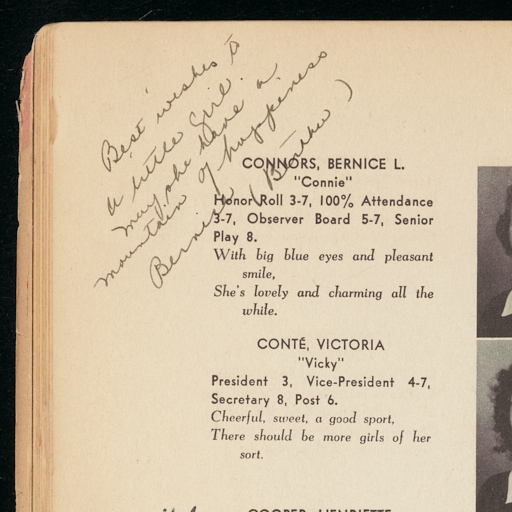 Best wishes to
a little girl.
may she have a
mountain of happiness
Bernice
CONNORS, BERNICE L.
"Connie"
Honor Roll 3-7, 100% Attendance
3-7, Observer Board 5-7, Senior
Play 8.
With big blue eyes and pleasant
smile,
She's lovely and charming all the
while.
CONTÉ, VICTORIA
"Vicky"
President 3, Vice-President 4-7,
Secretary 8, Post 6.
Cheerful, sweet, a good sport,
There should be more girls of her
sort.
COOPER, HENRIETTE